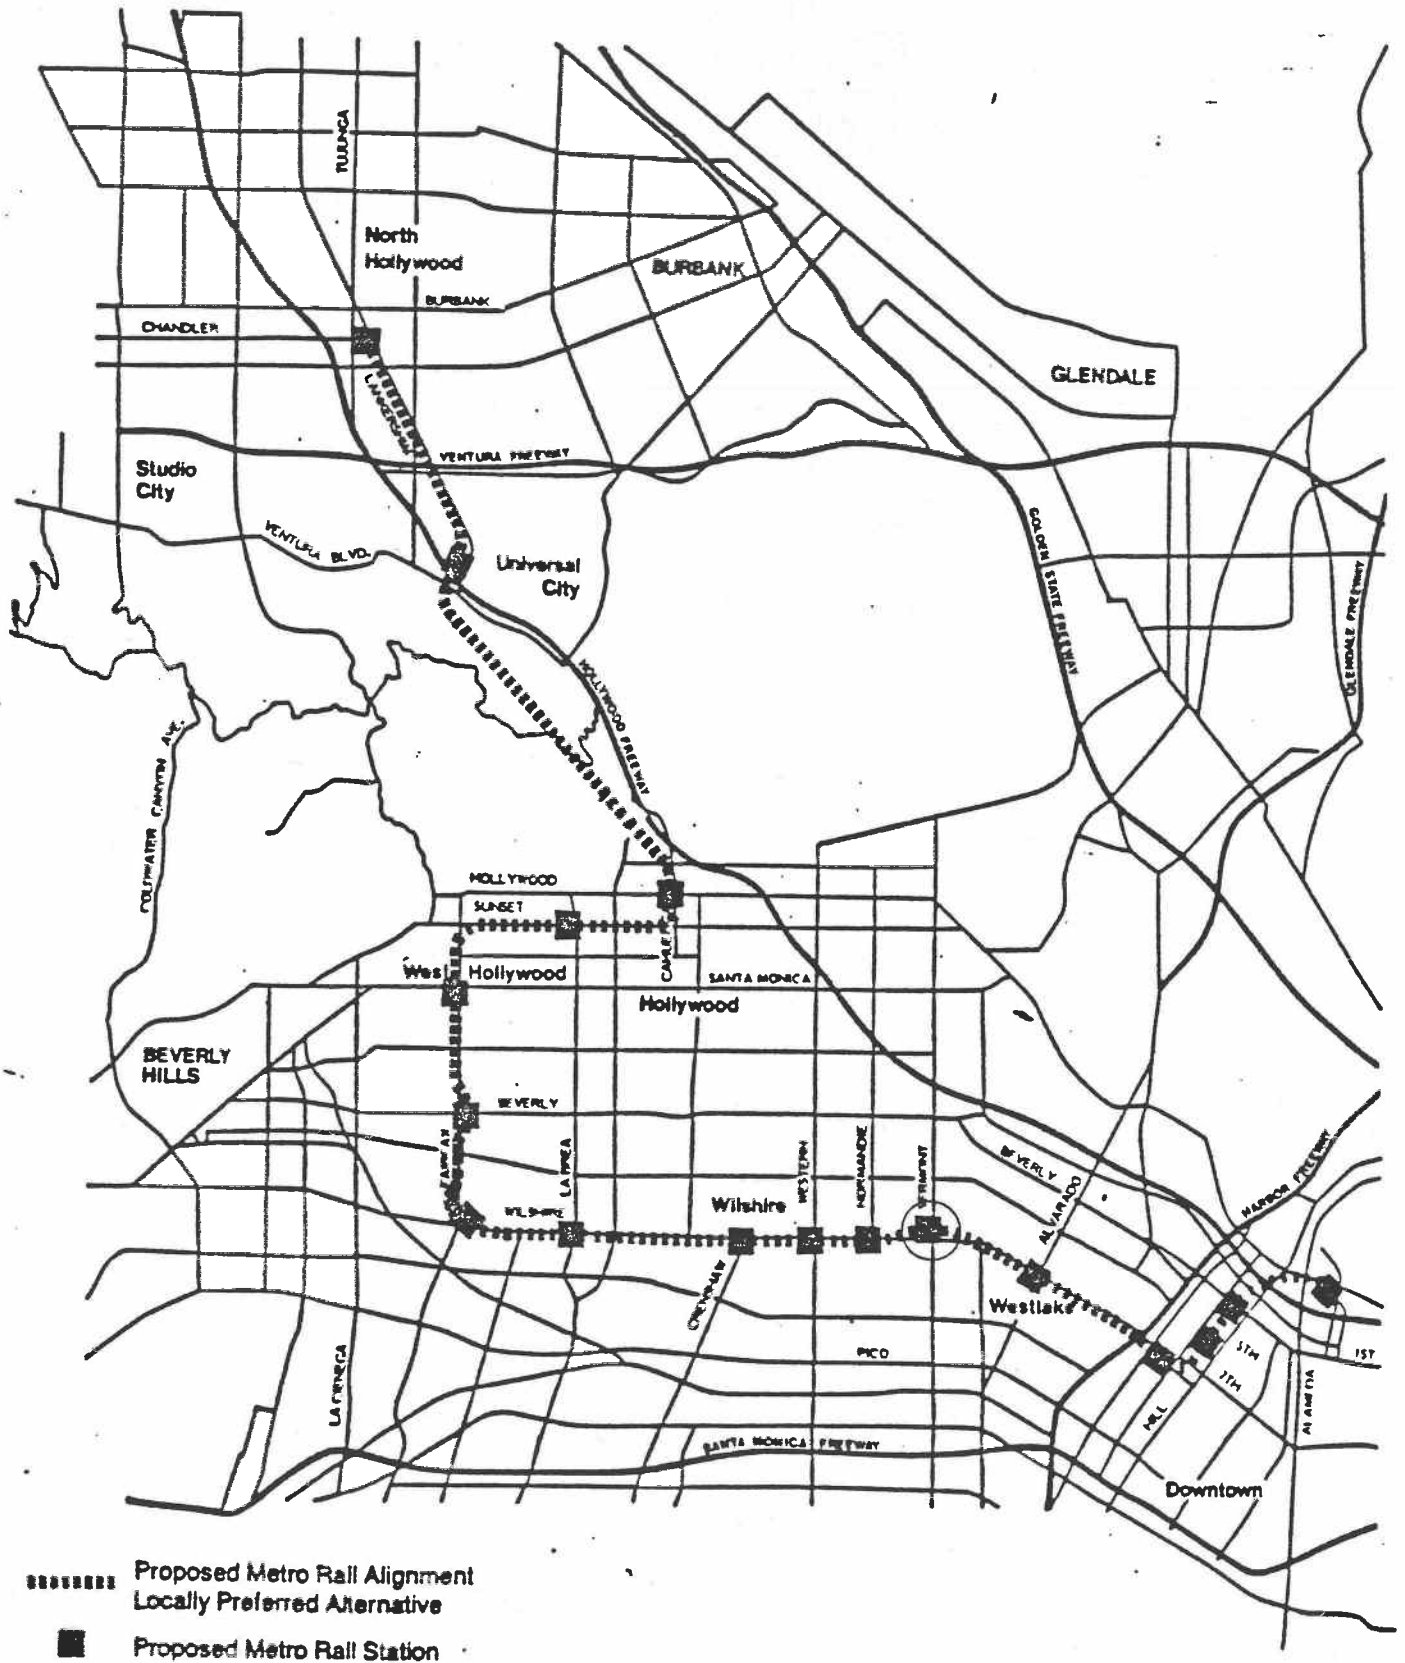 TUJUNGA
North
Hollywood
BURBANK
BURBANK
CHANDLER
GLENDALE
LANKERSHIM
VENTURA FREEWAY
Studio
City
VENTURA BLVD.
Universal
City
GOLDEN STATE FREEWAY
GLENDALE FREEWAY
HOLLYWOOD FREEWAY
COLDWATER CANYON AVE.
HOLLYWOOD
SUNSET
West Hollywood
SANTA MONICA
Hollywood
BEVERLY
HILLS
BEVERLY
FAIRFAX
LA BREA
WESTERN
NORMANDIE
VERMONT
BEVERLY
ALVARADO
HARBOR FREEWAY
WILSHIRE
Wilshire
CRENSHAW
Westlake
PICO
5TH
1ST
7TH
LA CIENEGA
HILL
ALAMEDA
SANTA MONICA FREEWAY
Downtown
Proposed Metro Rail Alignment
Locally Preferred Alternative
Proposed Metro Rail Station